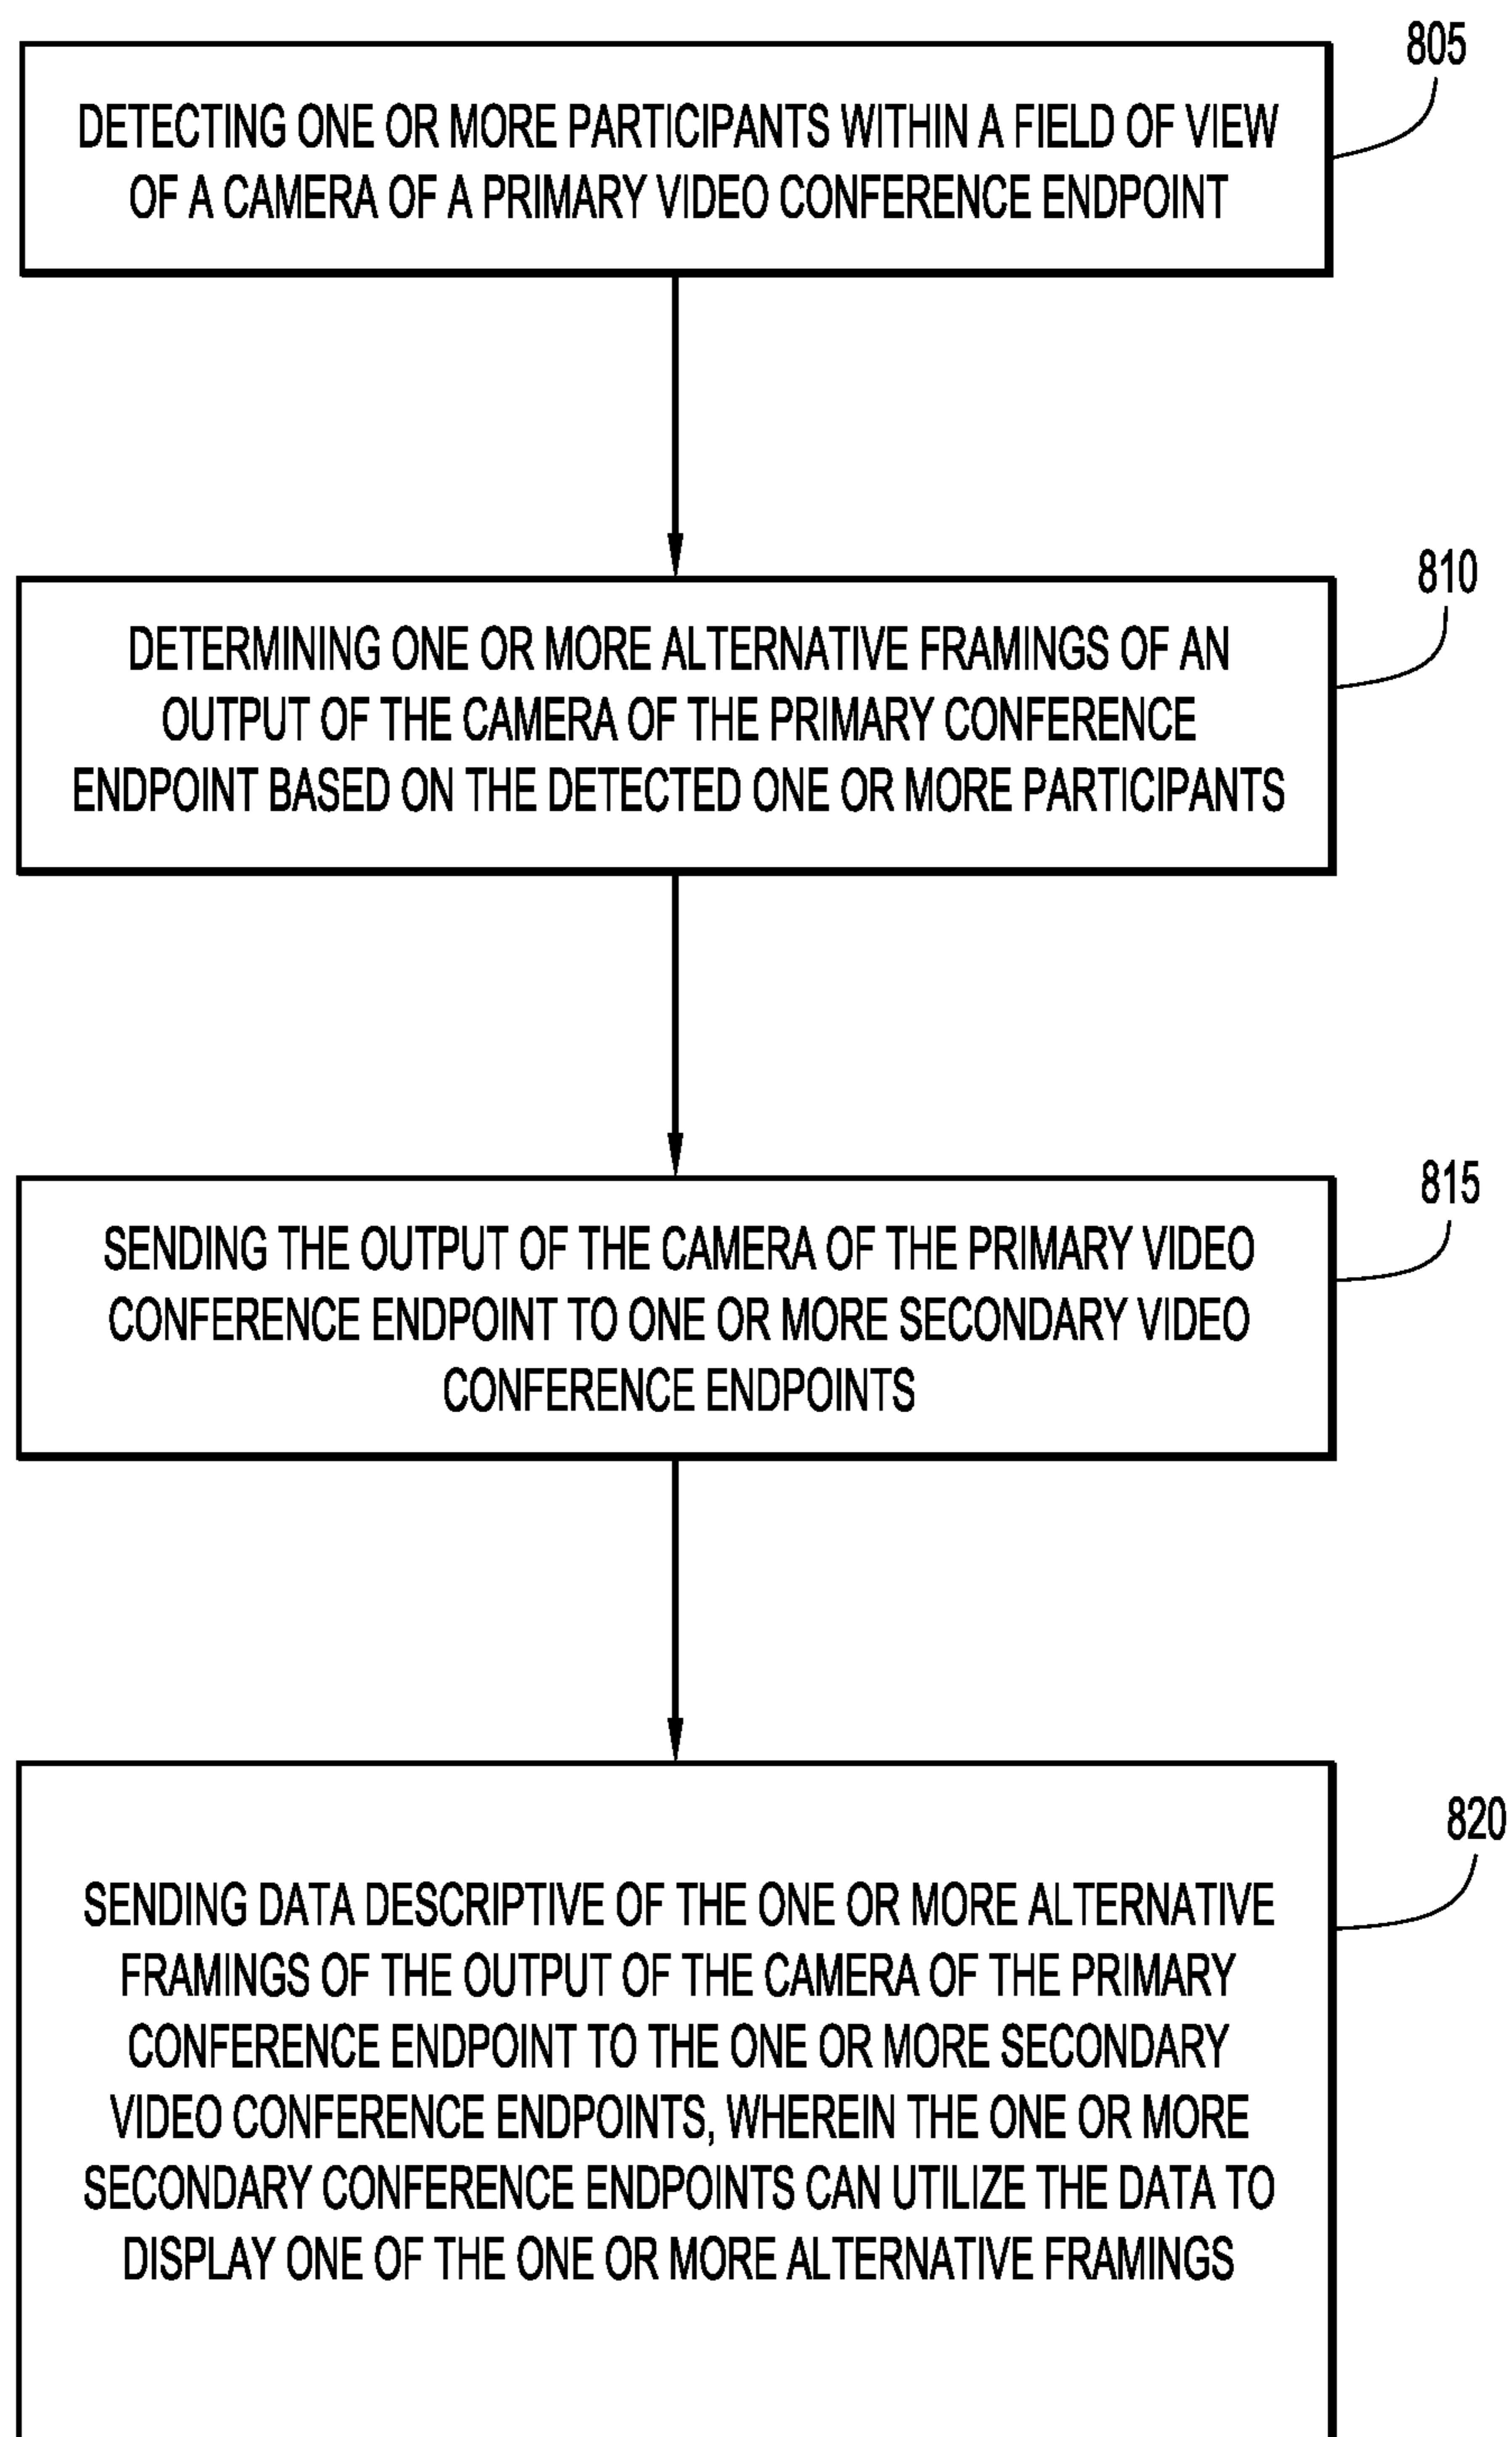 805
DETECTING ONE OR MORE PARTICIPANTS WITHIN A FIELD OF VIEW
OF A CAMERA OF A PRIMARY VIDEO CONFERENCE ENDPOINT
810
DETERMINING ONE OR MORE ALTERNATIVE FRAMINGS OF AN
OUTPUT OF THE CAMERA OF THE PRIMARY CONFERENCE
ENDPOINT BASED ON THE DETECTED ONE OR MORE PARTICIPANTS
815
SENDING THE OUTPUT OF THE CAMERA OF THE PRIMARY VIDEO
CONFERENCE ENDPOINT TO ONE OR MORE SECONDARY VIDEO
CONFERENCE ENDPOINTS
820
SENDING DATA DESCRIPTIVE OF THE ONE OR MORE ALTERNATIVE
FRAMINGS OF THE OUTPUT OF THE CAMERA OF THE PRIMARY
CONFERENCE ENDPOINT TO THE ONE OR MORE SECONDARY
VIDEO CONFERENCE ENDPOINTS, WHEREIN THE ONE OR MORE
SECONDARY CONFERENCE ENDPOINTS CAN UTILIZE THE DATA TO
DISPLAY ONE OF THE ONE OR MORE ALTERNATIVE FRAMINGS